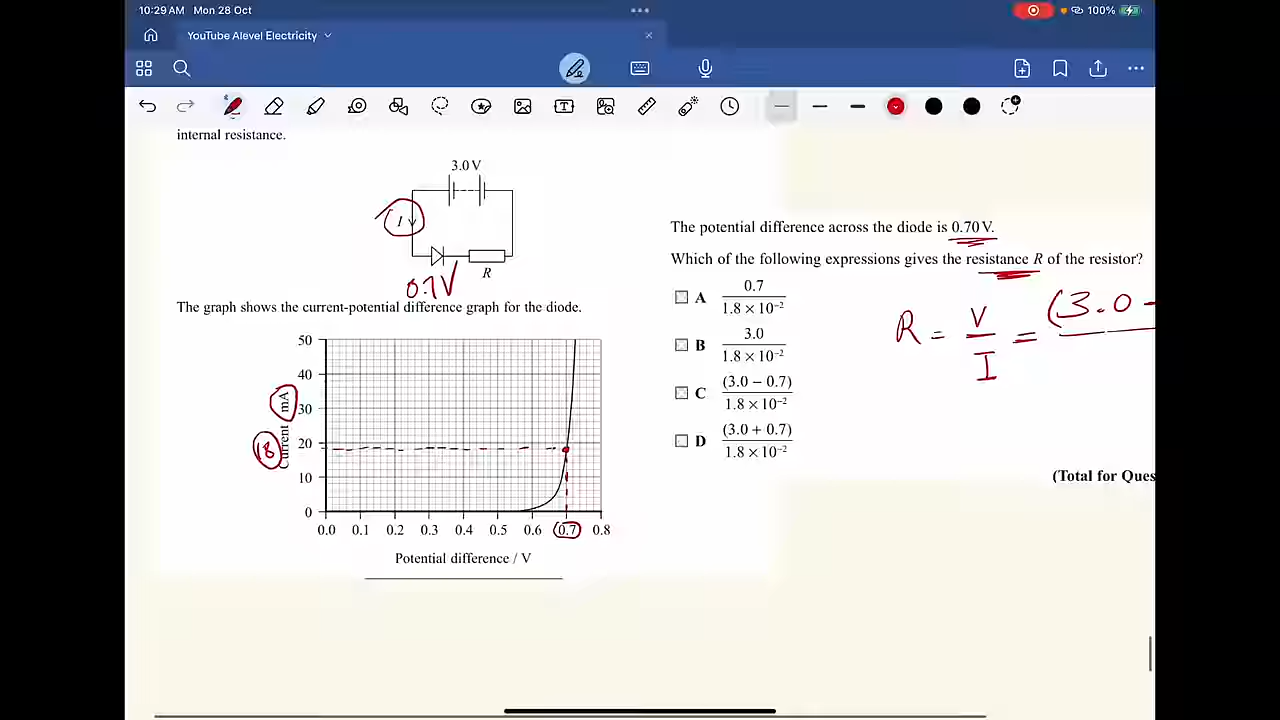 10:29 AM Mon 28 Oct
100%
YouTube Alevel Electricity
internal resistance.
3.0 V
I
R
0.7V
The graph shows the current-potential difference graph for the diode.
Current / mA
50
40
30
20
10
0
18
0.0 0.1 0.2 0.3 0.4 0.5 0.6 0.7 0.8
Potential difference / V
The potential difference across the diode is 0.70 V.
Which of the following expressions gives the resistance R of the resistor?
A 0.7 / 1.8 × 10⁻²
B 3.0 / 1.8 × 10⁻²
C (3.0 − 0.7) / 1.8 × 10⁻²
D (3.0 + 0.7) / 1.8 × 10⁻²
R = V / I = (3.0 -
(Total for Ques